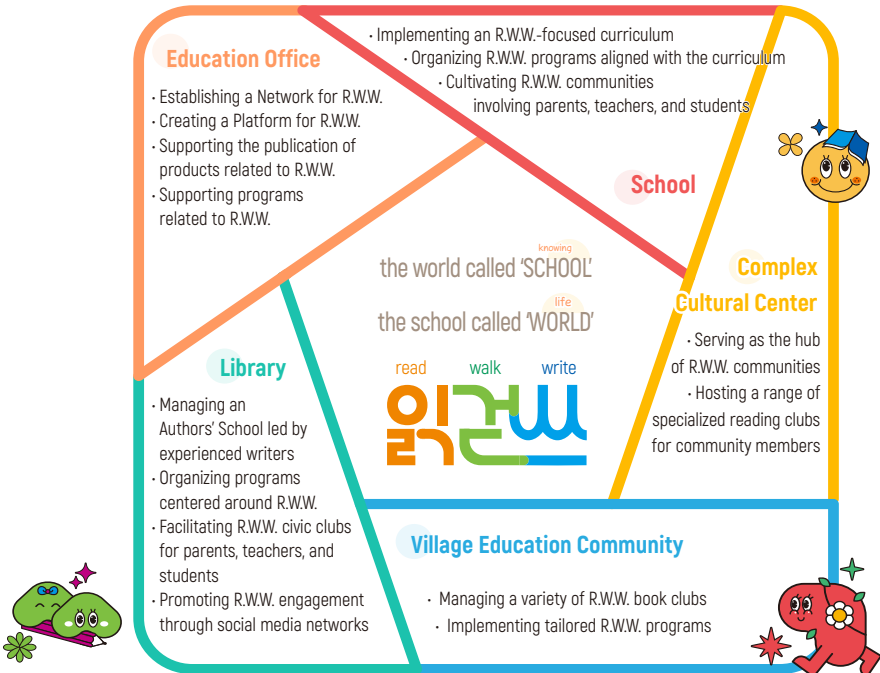 Education Office
· Establishing a Network for R.W.W.
· Creating a Platform for R.W.W.
· Supporting the publication of
products related to R.W.W.
· Supporting programs
related to R.W.W.
· Implementing an R.W.W.-focused curriculum
· Organizing R.W.W. programs aligned with the curriculum
· Cultivating R.W.W. communities
involving parents, teachers, and students
School
knowing
the world called ‘SCHOOL’
life
the school called ‘WORLD’
read walk write
읽걷쓰
Complex
Cultural Center
· Serving as the hub
of R.W.W. communities
· Hosting a range of
specialized reading clubs
for community members
Library
· Managing an
Authors’ School led by
experienced writers
· Organizing programs
centered around R.W.W.
· Facilitating R.W.W. civic clubs
for parents, teachers, and
students
· Promoting R.W.W. engagement
through social media networks
Village Education Community
· Managing a variety of R.W.W. book clubs
· Implementing tailored R.W.W. programs